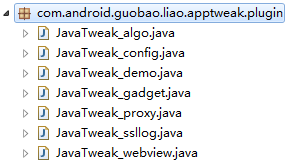 com.android.guobao.liao.apptweak.plugin
JavaTweak_algo.java
JavaTweak_config.java
JavaTweak_demo.java
JavaTweak_gadget.java
JavaTweak_proxy.java
JavaTweak_ssllog.java
JavaTweak_webview.java